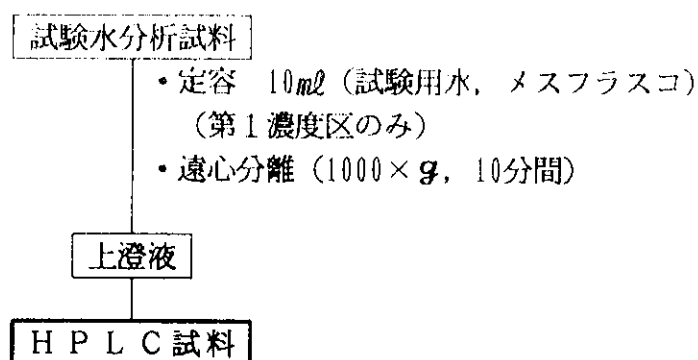 試験水分析試料
・定容 10ml（試験用水，メスフラスコ）
（第１濃度区のみ）
・遠心分離（1000×g，10分間）
上澄液
ＨＰＬＣ試料